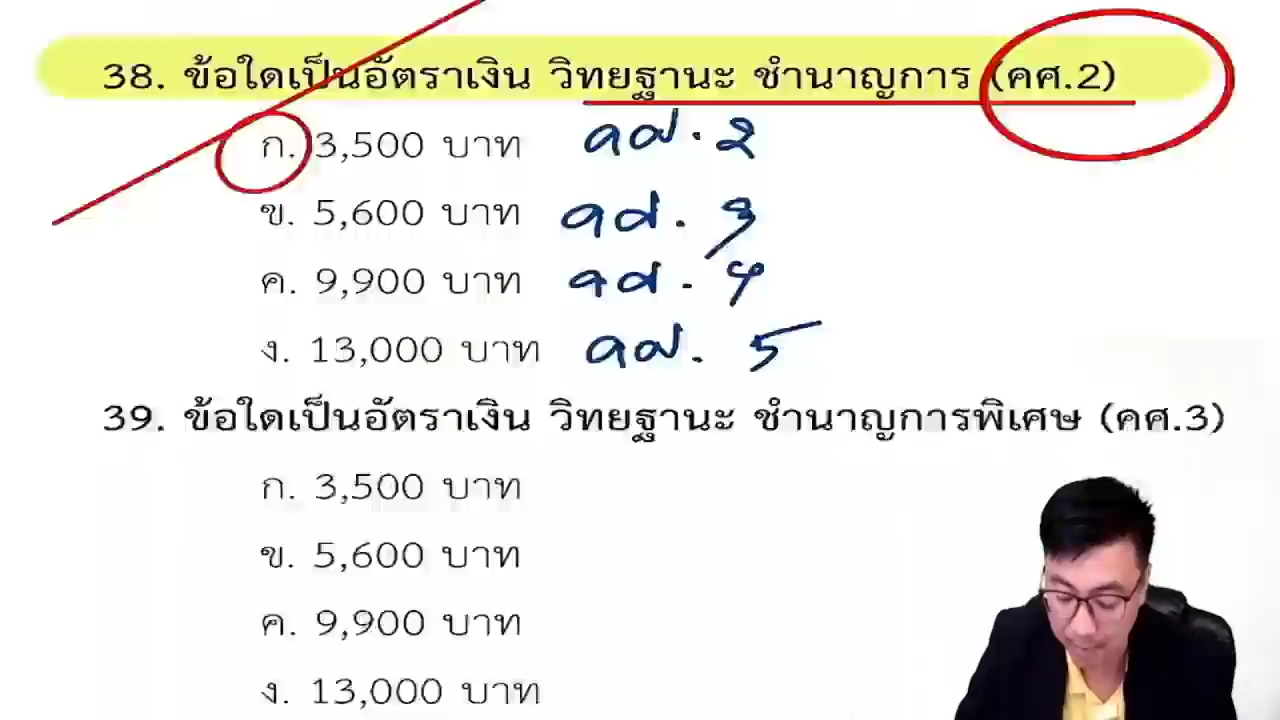 38. ข้อใดเป็นอัตราเงิน วิทยฐานะ ชำนาญการ (คศ.2)
ก. 3,500 บาท คศ. 2
ข. 5,600 บาท คศ. 3
ค. 9,900 บาท คศ. 4
ง. 13,000 บาท คศ. 5
39. ข้อใดเป็นอัตราเงิน วิทยฐานะ ชำนาญการพิเศษ (คศ.3)
ก. 3,500 บาท
ข. 5,600 บาท
ค. 9,900 บาท
ง. 13,000 บาท